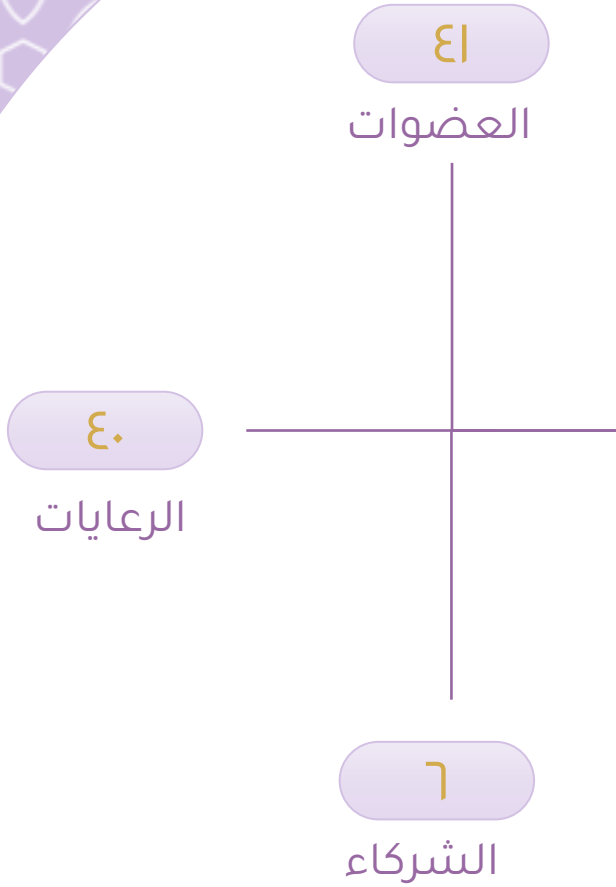 ٤١
العضوات
٤٠
الرعايات
٦
الشركاء